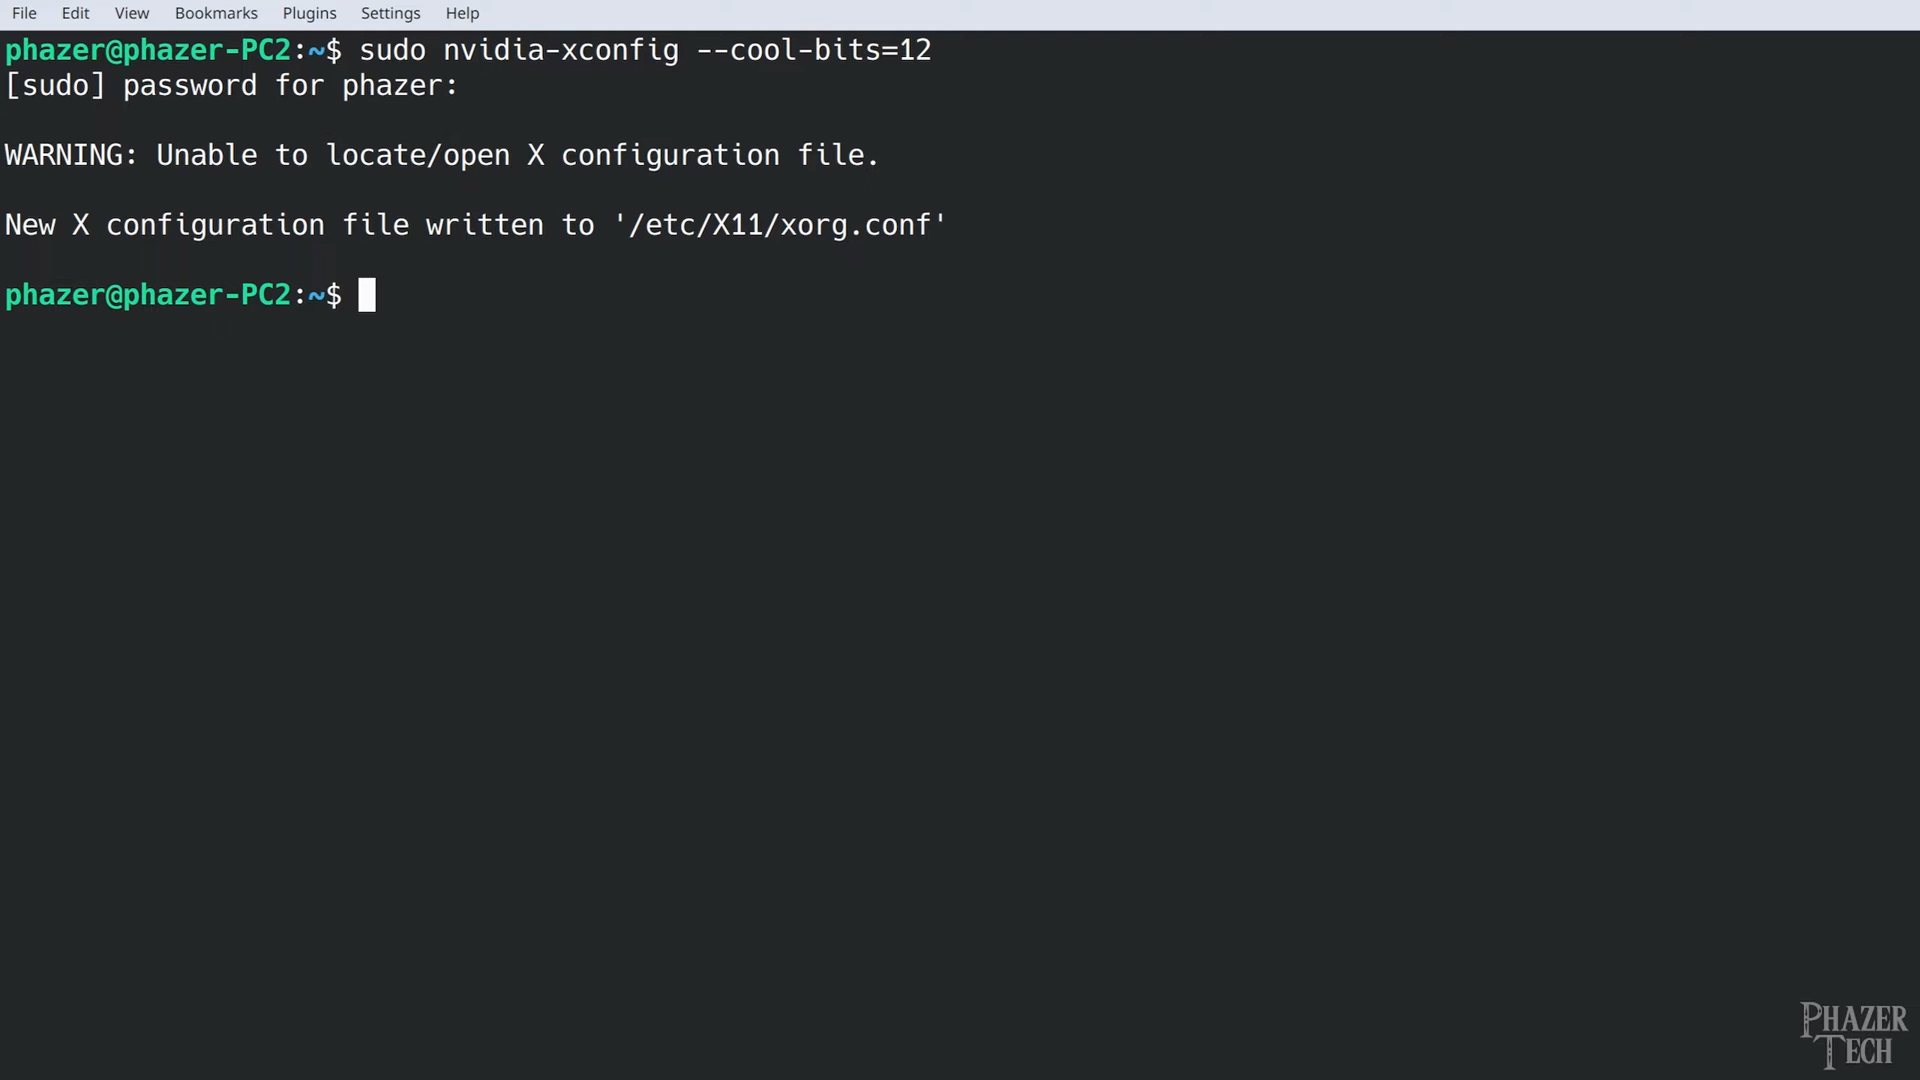 File Edit View Bookmarks Plugins Settings Help
phazer@phazer-PC2:~$ sudo nvidia-xconfig --cool-bits=12
[sudo] password for phazer:
WARNING: Unable to locate/open X configuration file.
New X configuration file written to '/etc/X11/xorg.conf'
phazer@phazer-PC2:~$
PHAZER
TECH